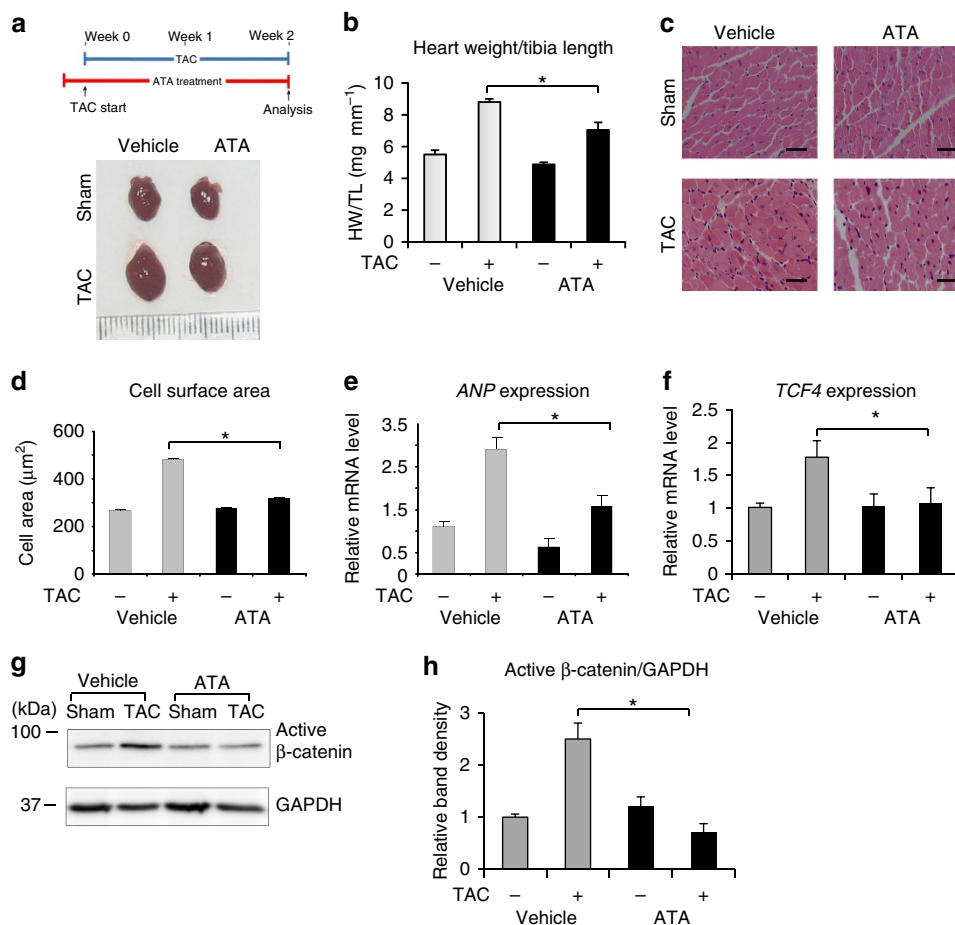 a
Week 0 Week 1 Week 2
TAC
ATA treatment
TAC start
Analysis
Vehicle ATA
Sham
TAC
b
Heart weight/tibia length
HW/TL (mg mm⁻¹)
10
8
6
4
2
0
*
TAC – + – +
Vehicle ATA
c
Vehicle ATA
Sham
TAC
d
Cell surface area
Cell area (μm²)
600
400
200
0
*
TAC – + – +
Vehicle ATA
e
ANP expression
Relative mRNA level
3.5
2.5
1.5
0.5
*
TAC – + – +
Vehicle ATA
f
TCF4 expression
Relative mRNA level
2.5
2
1.5
1
0.5
0
*
TAC – + – +
Vehicle ATA
g
Vehicle ATA
(kDa) Sham TAC Sham TAC
100
Active
β-catenin
37
GAPDH
h
Active β-catenin/GAPDH
Relative band density
3
2
1
0
*
TAC – + – +
Vehicle ATA